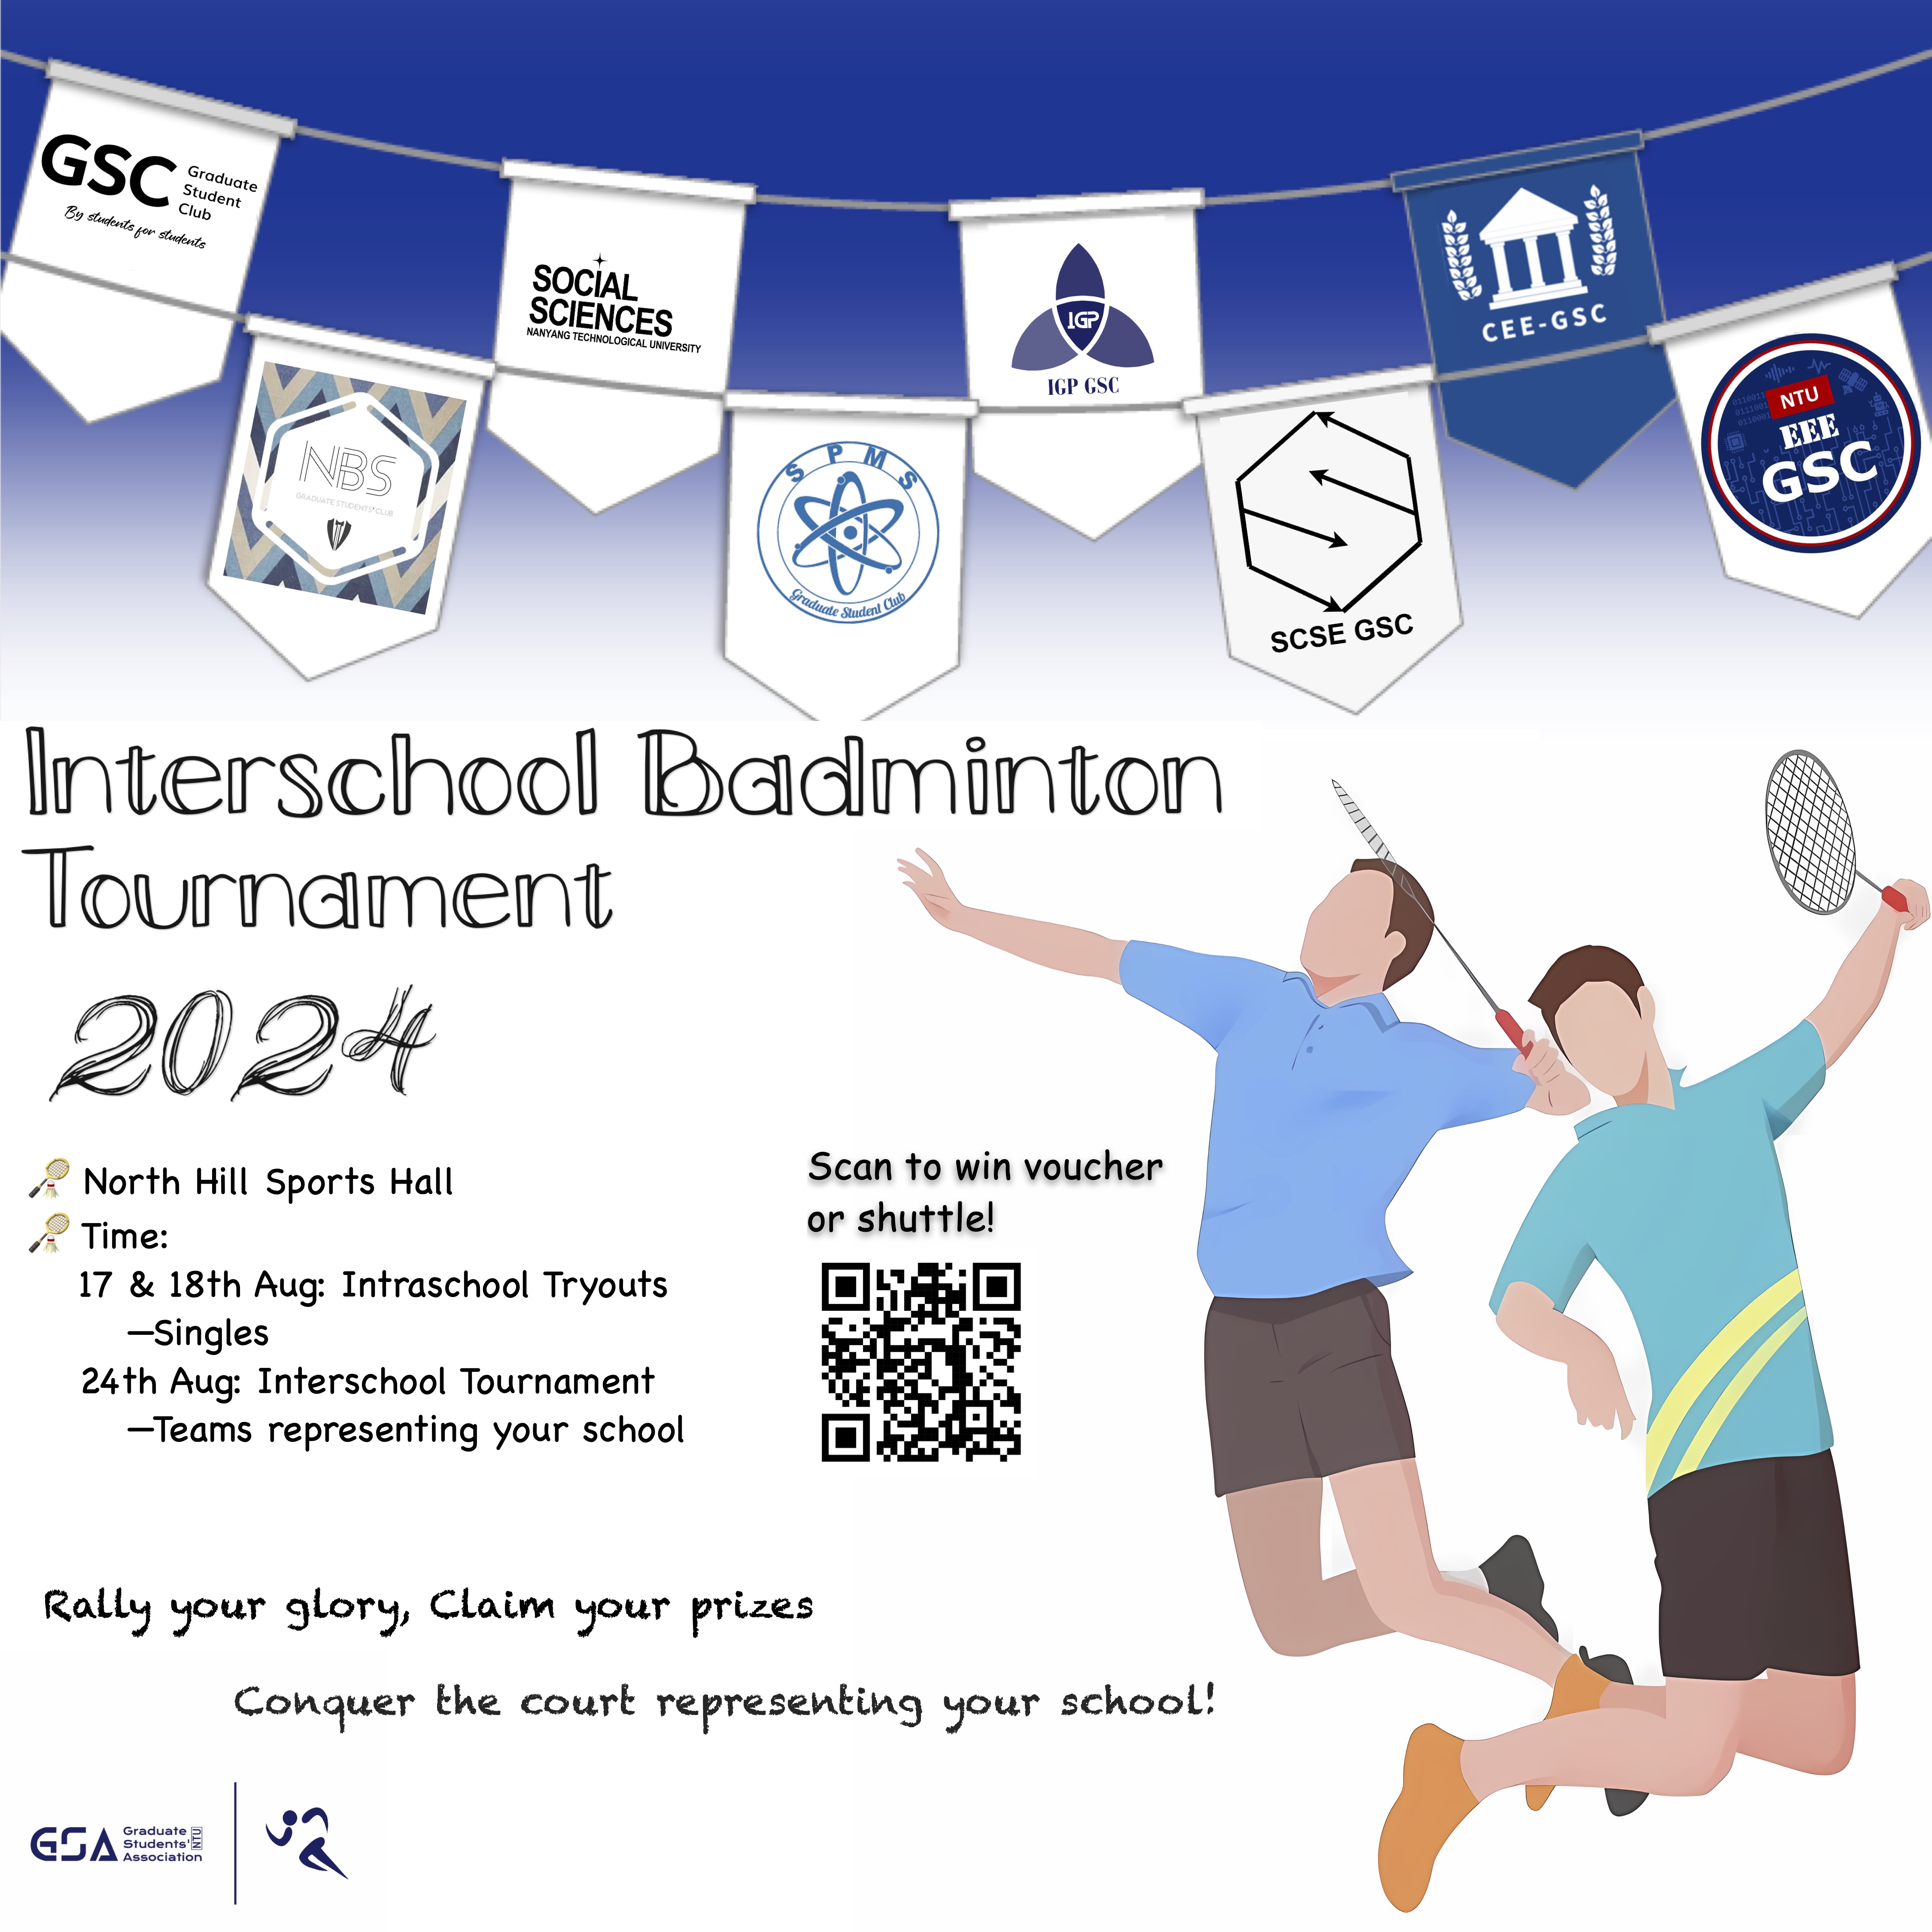 GSC
Graduate
Student
Club
By students for students
SOCIAL
SCIENCES
NANYANG TECHNOLOGICAL UNIVERSITY
IGP
IGP GSC
CEE-GSC
NTU
EEE
GSC
NBS
GRADUATE STUDENTS' CLUB
SPMS
Graduate Student Club
SCSE GSC
Interschool Badminton
Tournament
2024
North Hill Sports Hall
Time:
17 & 18th Aug: Intraschool Tryouts
—Singles
24th Aug: Interschool Tournament
—Teams representing your school
Scan to win voucher
or shuttle!
Rally your glory, Claim your prizes
Conquer the court representing your school!
GSA
Graduate
Students'
Association
NTU